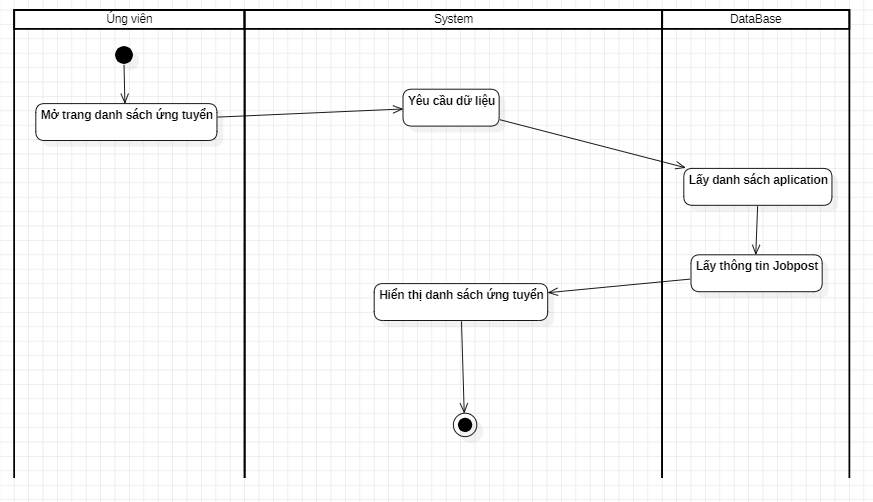 Ứng viên
System
DataBase
Mở trang danh sách ứng tuyển
Yêu cầu dữ liệu
Lấy danh sách aplication
Lấy thông tin Jobpost
Hiển thị danh sách ứng tuyển